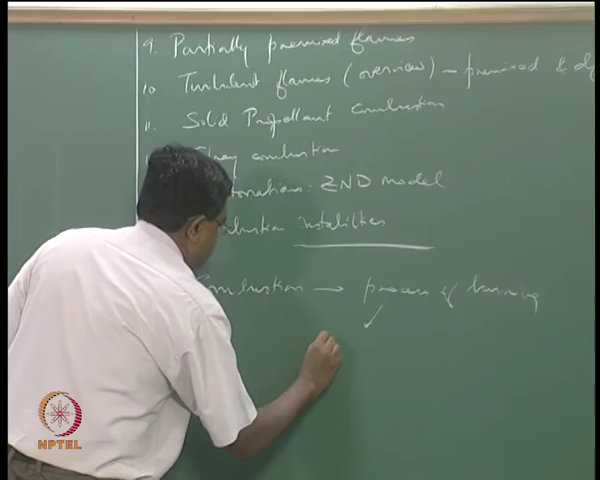 9. Partially premixed flames
10 Turbulent flames (overview) – premixed &
11. Solid Propellant combustion
combustion
ZND model
Combustion → process of burning
NPTEL